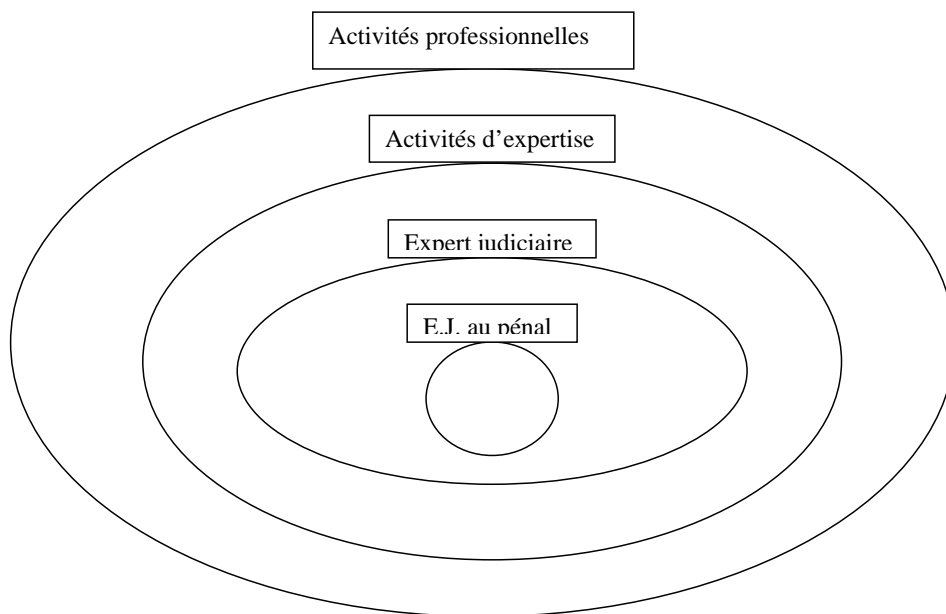 Activités professionnelles
Activités d’expertise
Expert judiciaire
E.J. au pénal